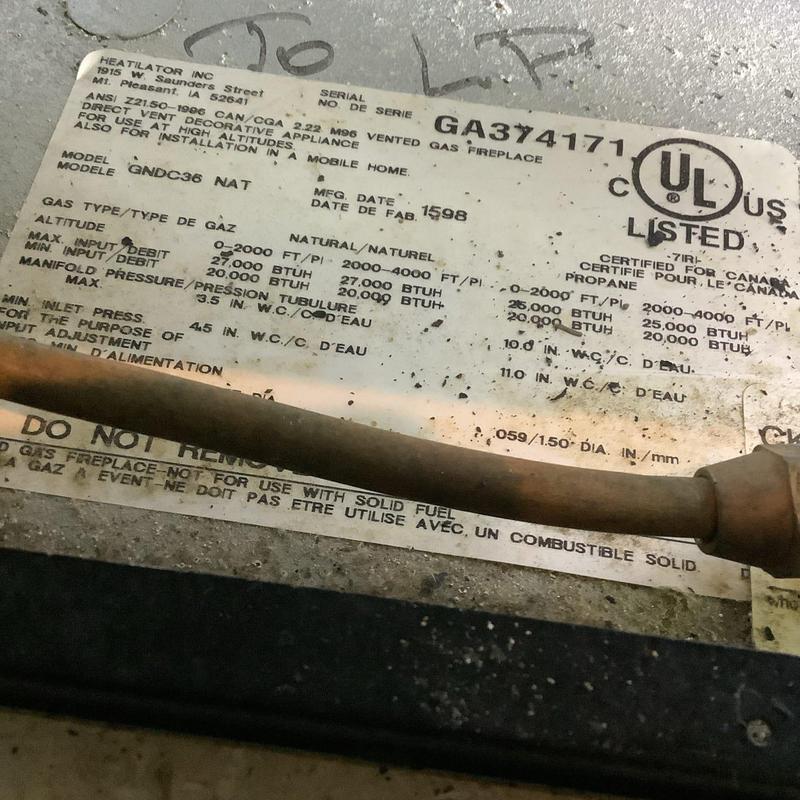 To LP
HEATILATOR INC
1915 W. Saunders Street
Mt. Pleasant, IA 52641
SERIAL
NO. DE SERIE
GA374171
ANSI Z21.50-1996 CAN/CGA 2.22 M96 VENTED GAS FIREPLACE
DIRECT VENT DECORATIVE APPLIANCE
FOR USE AT HIGH ALTITUDES.
ALSO FOR INSTALLATION IN A MOBILE HOME.
C UL ® US
LISTED
71RI
CERTIFIED FOR CANADA
CERTIFIE POUR LE CANADA
MODEL
MODELE GNDC36 NAT
MFG. DATE
DATE DE FAB. 1598
GAS TYPE/TYPE DE GAZ NATURAL/NATUREL PROPANE
ALTITUDE 0-2000 FT/PI 2000-4000 FT/PI 0-2000 FT/PI 2000-4000 FT/PI
MAX. INPUT/DEBIT 27,000 BTUH 27,000 BTUH 25,000 BTUH 25,000 BTUH
MIN. INPUT/DEBIT 20,000 BTUH 20,000 BTUH 20,000 BTUH 20,000 BTUH
MANIFOLD PRESSURE/PRESSION TUBULURE
MAX. 3.5 IN. W.C./C. D'EAU 10.0 IN. W.C./C. D'EAU
MIN. INLET PRESS. 4.5 IN. W.C./C. D'EAU 11.0 IN. W.C./C. D'EAU
FOR THE PURPOSE OF
INPUT ADJUSTMENT
MIN. D'ALIMENTATION
DIA. .059/1.50 DIA. IN./mm
DO NOT REMOVE
GAS FIREPLACE-NOT FOR USE WITH SOLID FUEL
A GAZ A EVENT-NE DOIT PAS ETRE UTILISE AVEC UN COMBUSTIBLE SOLID